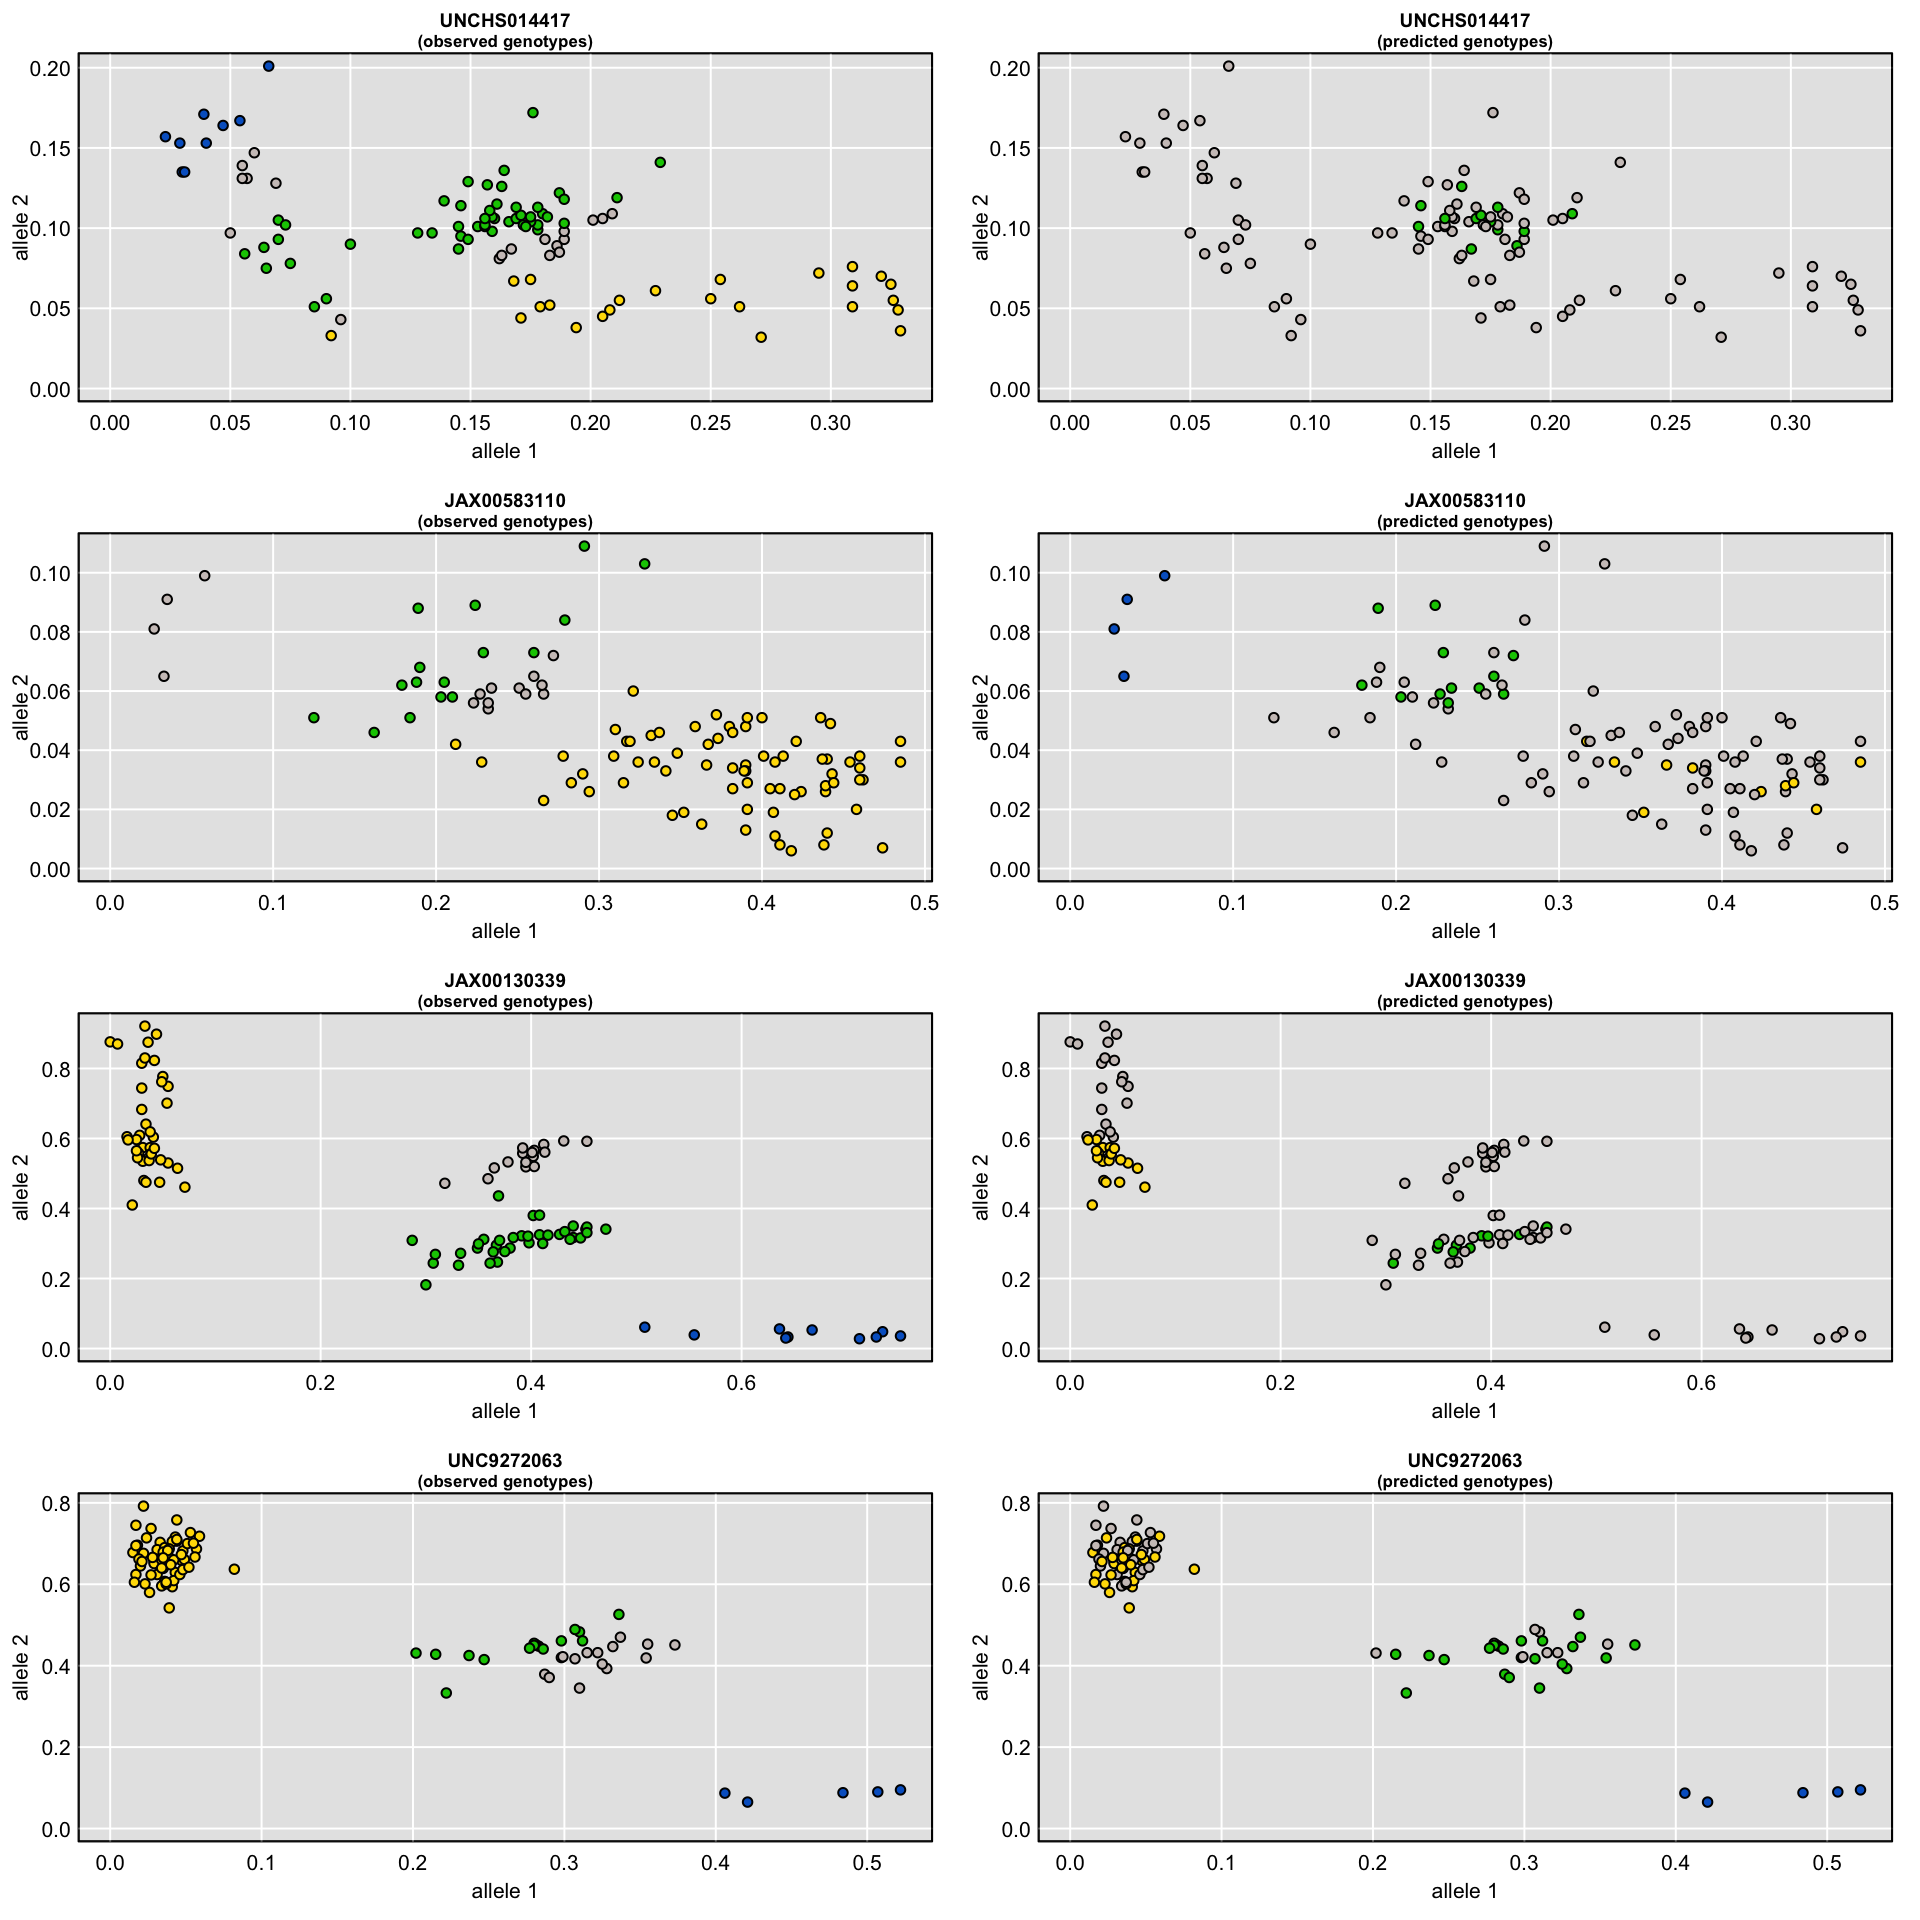 UNCHS014417
(observed genotypes)
0.20
0.15
0.10
0.05
0.00
allele 2
0.00 0.05 0.10 0.15 0.20 0.25 0.30
allele 1
UNCHS014417
(predicted genotypes)
0.20
0.15
0.10
0.05
0.00
allele 2
0.00 0.05 0.10 0.15 0.20 0.25 0.30
allele 1
JAX00583110
(observed genotypes)
0.10
0.08
0.06
0.04
0.02
0.00
allele 2
0.0 0.1 0.2 0.3 0.4 0.5
allele 1
JAX00583110
(predicted genotypes)
0.10
0.08
0.06
0.04
0.02
0.00
allele 2
0.0 0.1 0.2 0.3 0.4 0.5
allele 1
JAX00130339
(observed genotypes)
0.8
0.6
0.4
0.2
0.0
allele 2
0.0 0.2 0.4 0.6
allele 1
JAX00130339
(predicted genotypes)
0.8
0.6
0.4
0.2
0.0
allele 2
0.0 0.2 0.4 0.6
allele 1
UNC9272063
(observed genotypes)
0.8
0.6
0.4
0.2
0.0
allele 2
0.0 0.1 0.2 0.3 0.4 0.5
allele 1
UNC9272063
(predicted genotypes)
0.8
0.6
0.4
0.2
0.0
allele 2
0.0 0.1 0.2 0.3 0.4 0.5
allele 1